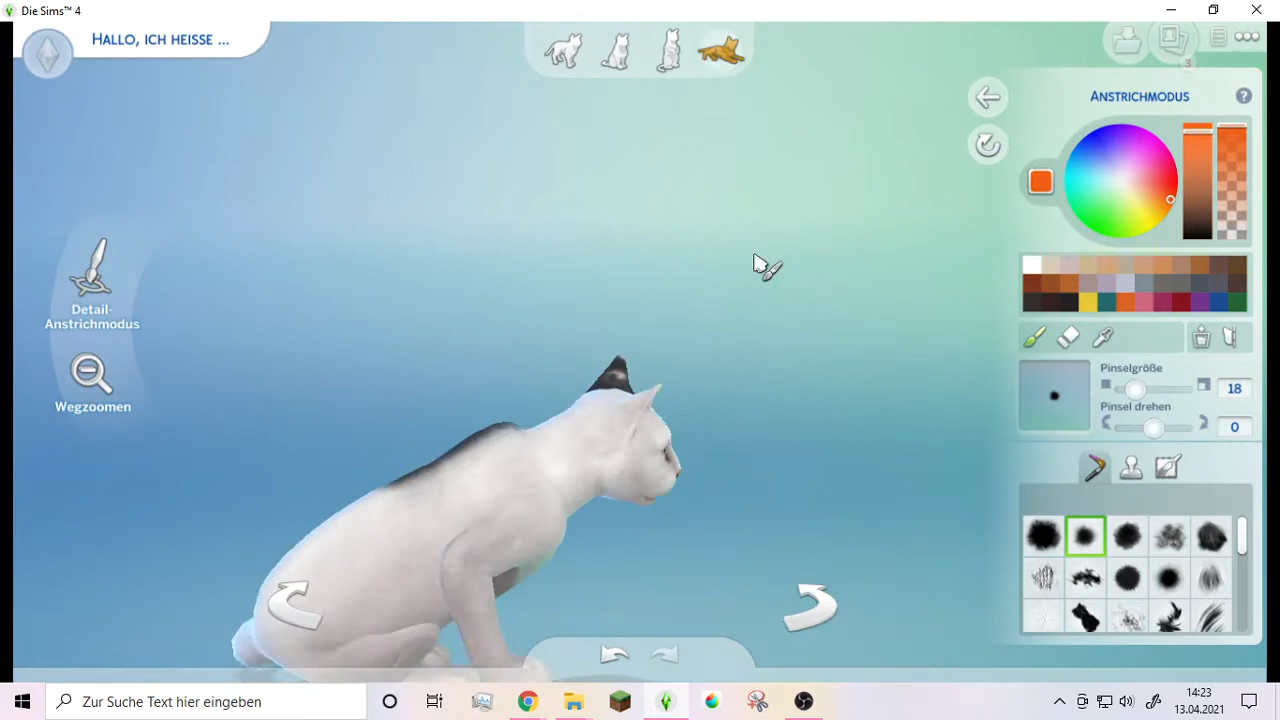 Die Sims™ 4
HALLO, ICH HEISSE ...
3
ANSTRICHMODUS
?
Detail-
Anstrichmodus
Wegzoomen
Pinselgröße
18
Pinsel drehen
0
Zur Suche Text hier eingeben
14:23
13.04.2021